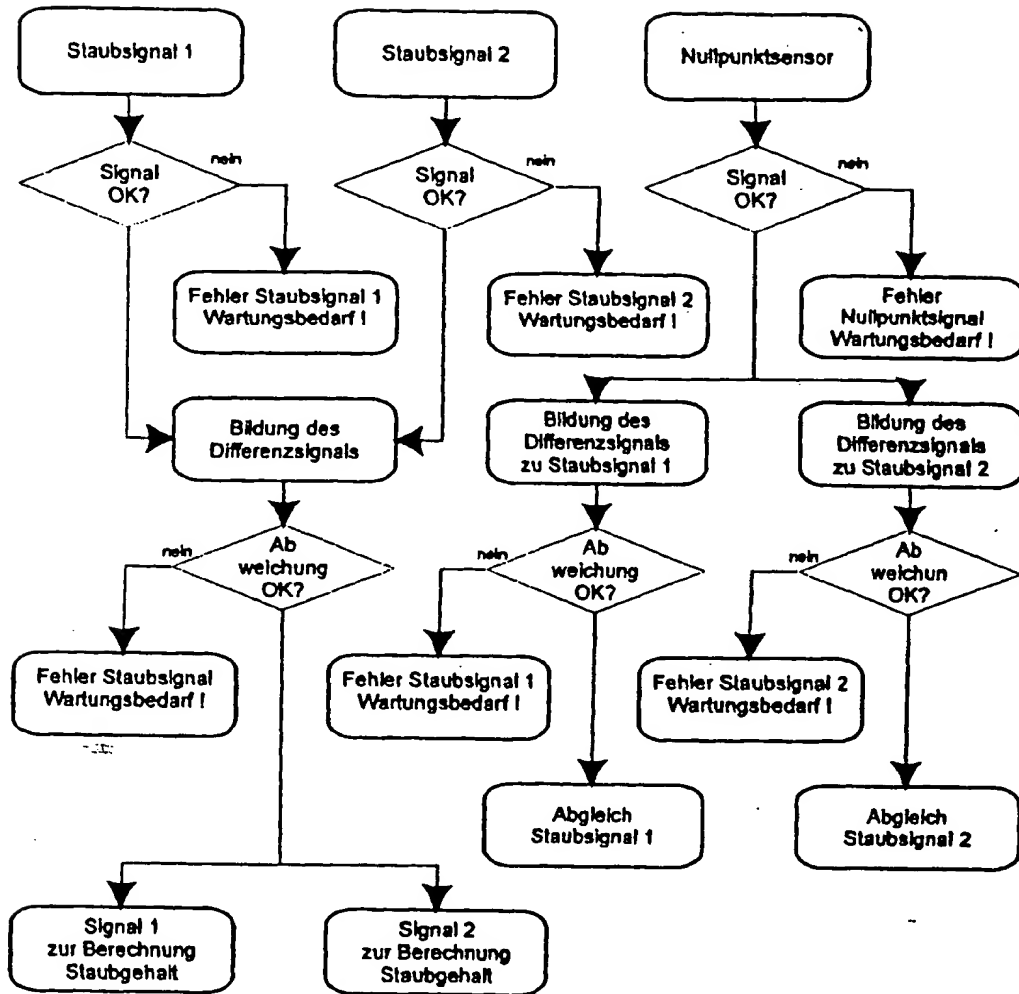 Staubsignal 1
Staubsignal 2
Nullpunktsensor
Signal
OK?
nein
Signal
OK?
nein
Signal
OK?
nein
Fehler Staubsignal 1
Wartungsbedarf !
Fehler Staubsignal 2
Wartungsbedarf !
Fehler
Nullpunktsignal
Wartungsbedarf !
Bildung des
Differenzsignals
Bildung des
Differenzsignals
zu Staubsignal 1
Bildung des
Differenzsignals
zu Staubsignal 2
nein
Ab
weichung
OK?
nein
Ab
weichung
OK?
nein
Ab
weichun
OK?
Fehler Staubsignal
Wartungsbedarf !
Fehler Staubsignal 1
Wartungsbedarf !
Fehler Staubsignal 2
Wartungsbedarf !
Abgleich
Staubsignal 1
Abgleich
Staubsignal 2
Signal 1
zur Berechnung
Staubgehalt
Signal 2
zur Berechnung
Staubgehalt